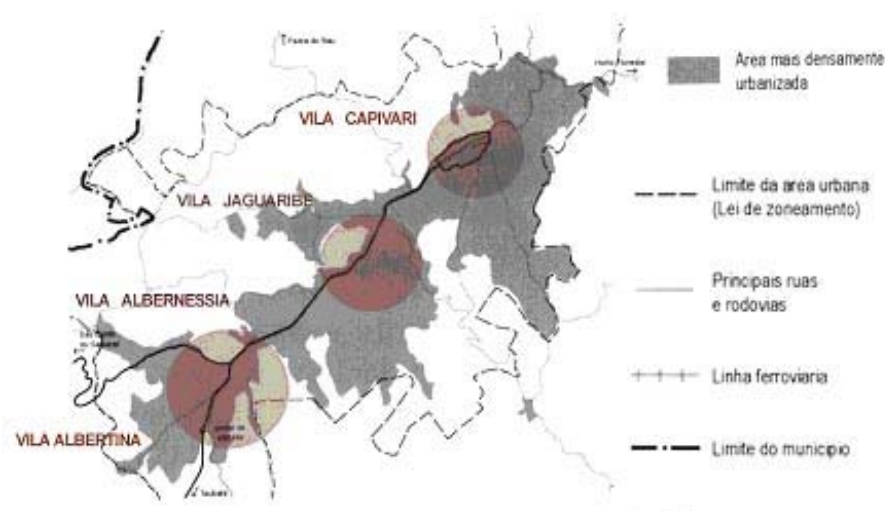 VILA CAPIVARI
VILA JAGUARIBE
VILA ALBERNESSIA
VILA ALBERTINA
Area mais densamente
urbanizada
Limite da area urbana
(Lei de zoneamento)
Principais ruas
e rodovias
Linha ferroviaria
Limite do municipio